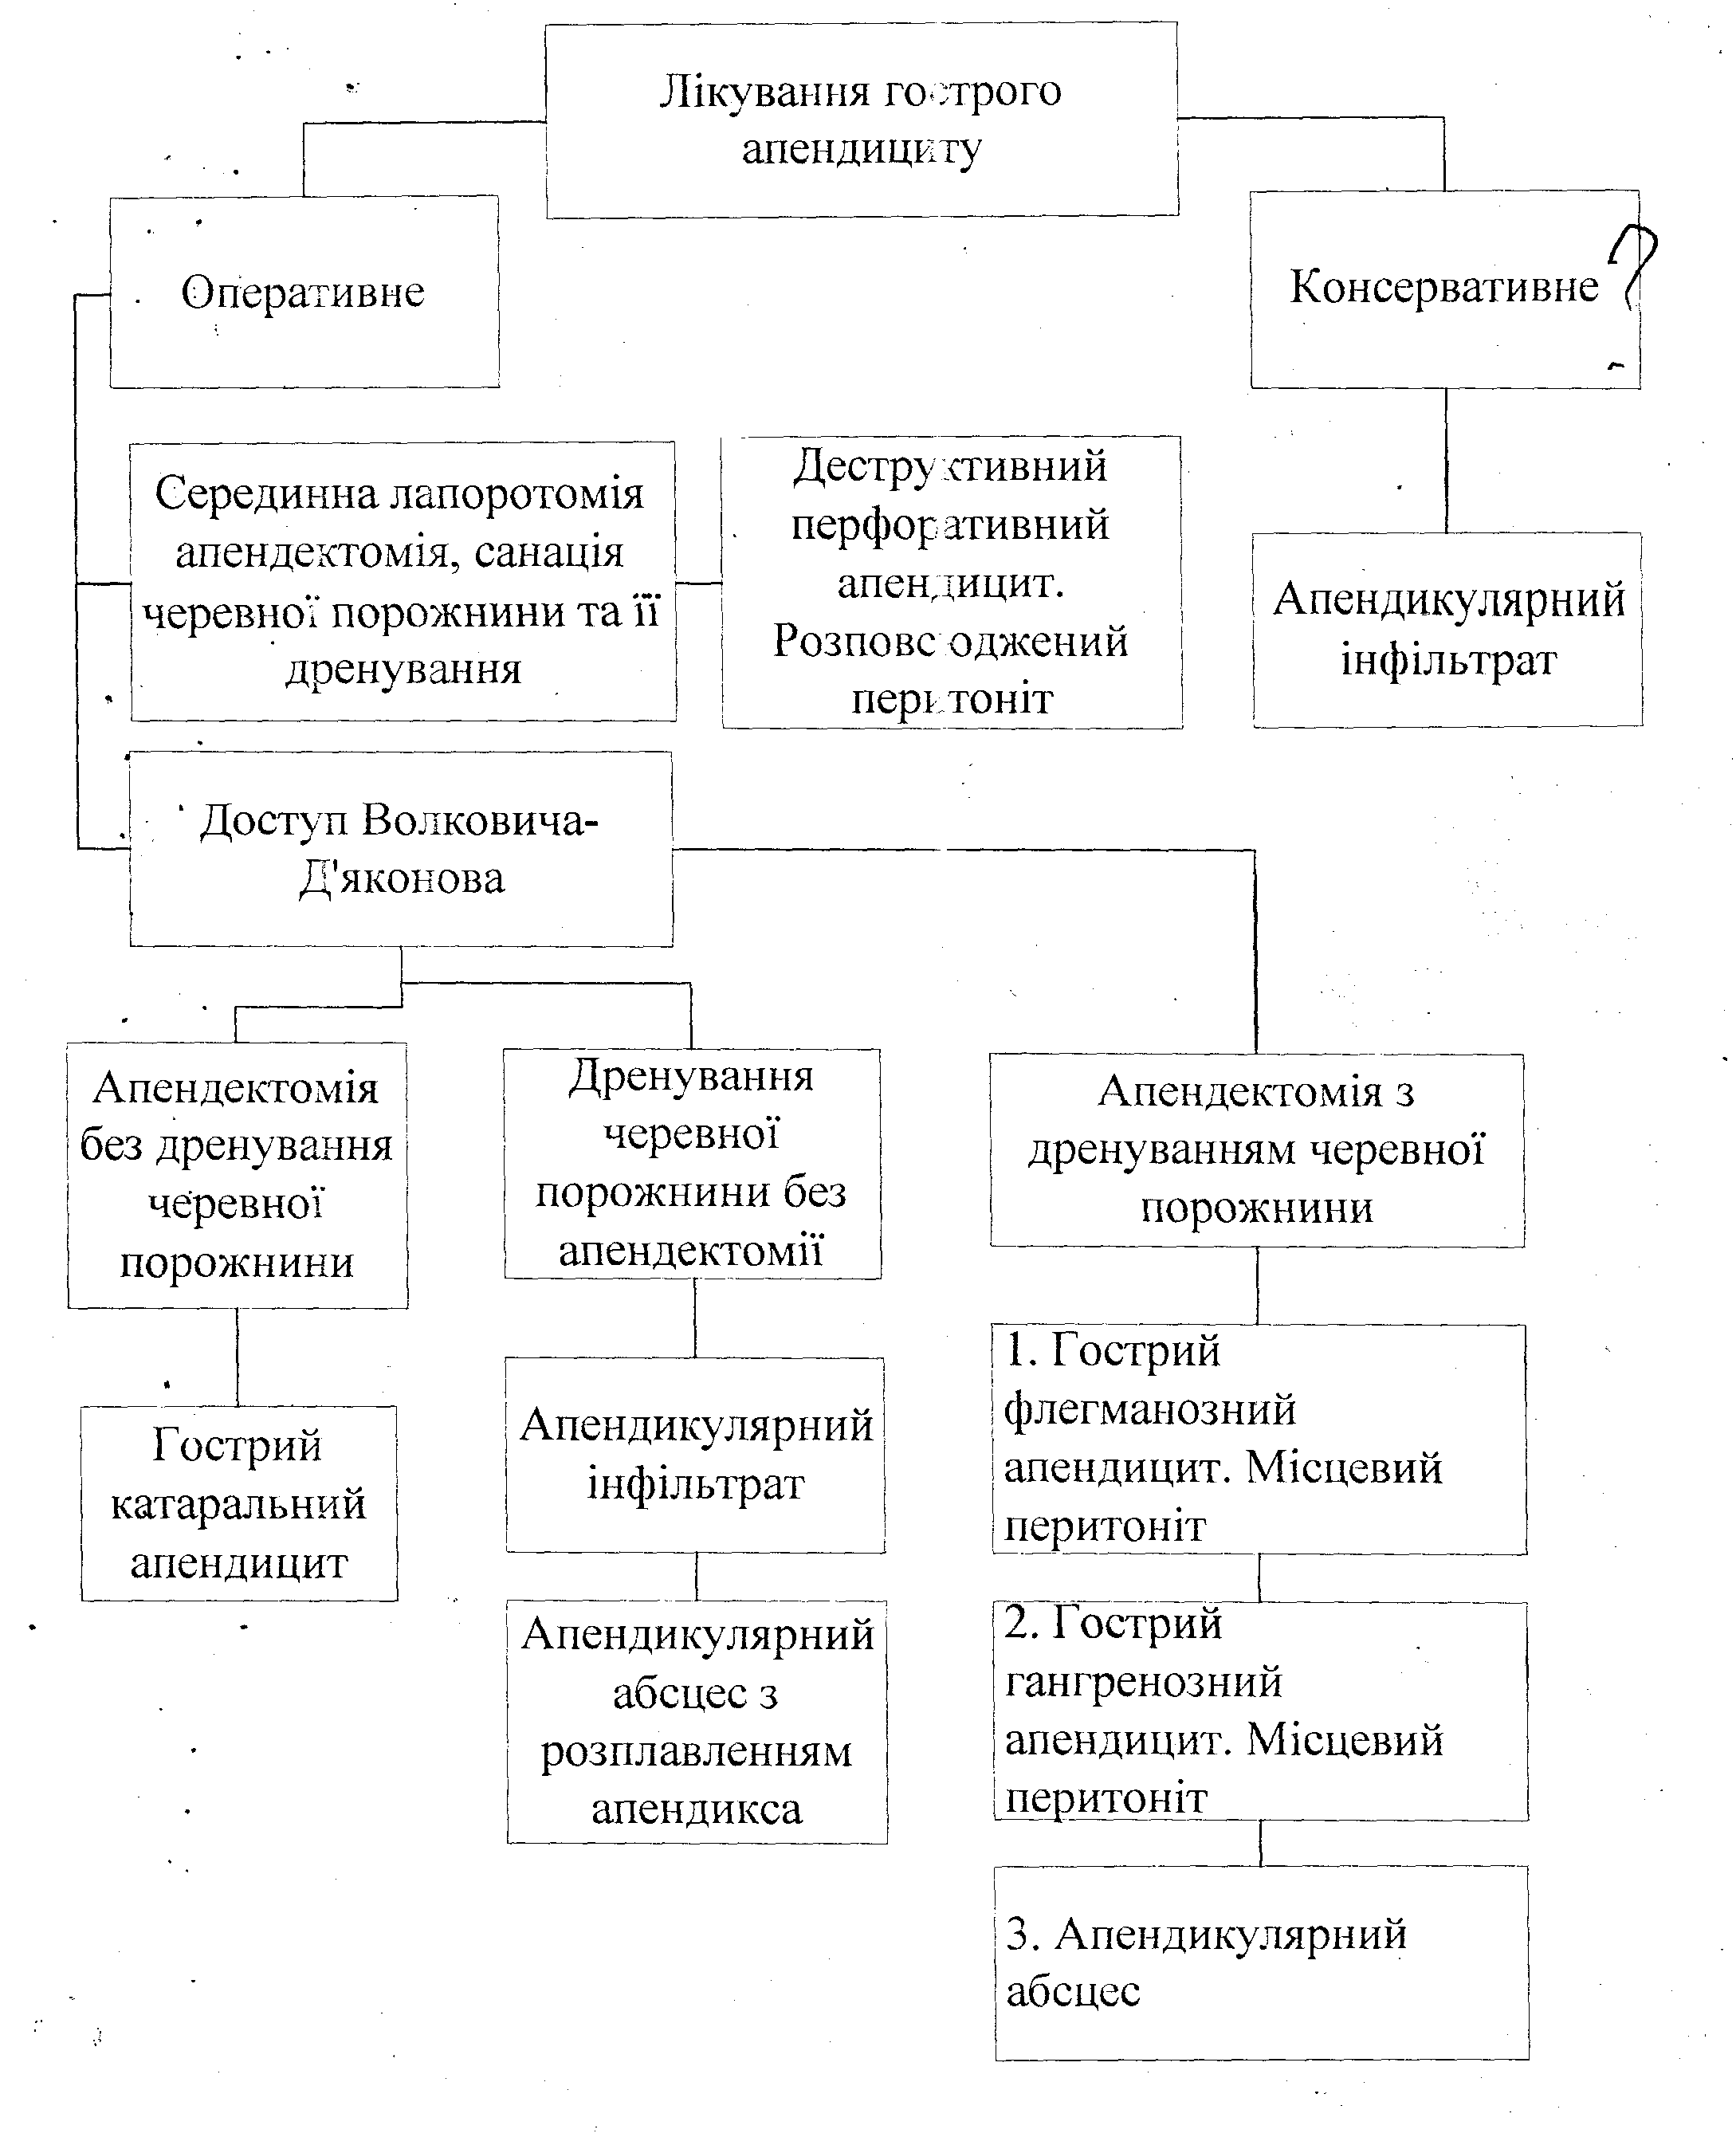 Лікування гострого
апендициту
Оперативне
Консервативне ?
Серединна лапоротомія
апендектомія, санація
черевної порожнини та її
дренування
Деструктивний
перфоративний
апендицит.
Розповсюджений
перитоніт
Апендикулярний
інфільтрат
Доступ Волковича-
Д'яконова
Апендектомія
без дренування
черевної
порожнини
Дренування
черевної
порожнини без
апендектомії
Апендектомія з
дренуванням черевної
порожнини
Гострий
катаральний
апендицит
Апендикулярний
інфільтрат
Апендикулярний
абсцес з
розплавленням
апендикса
1. Гострий
флегманозний
апендицит. Місцевий
перитоніт
2. Гострий
гангренозний
апендицит. Місцевий
перитоніт
3. Апендикулярний
абсцес